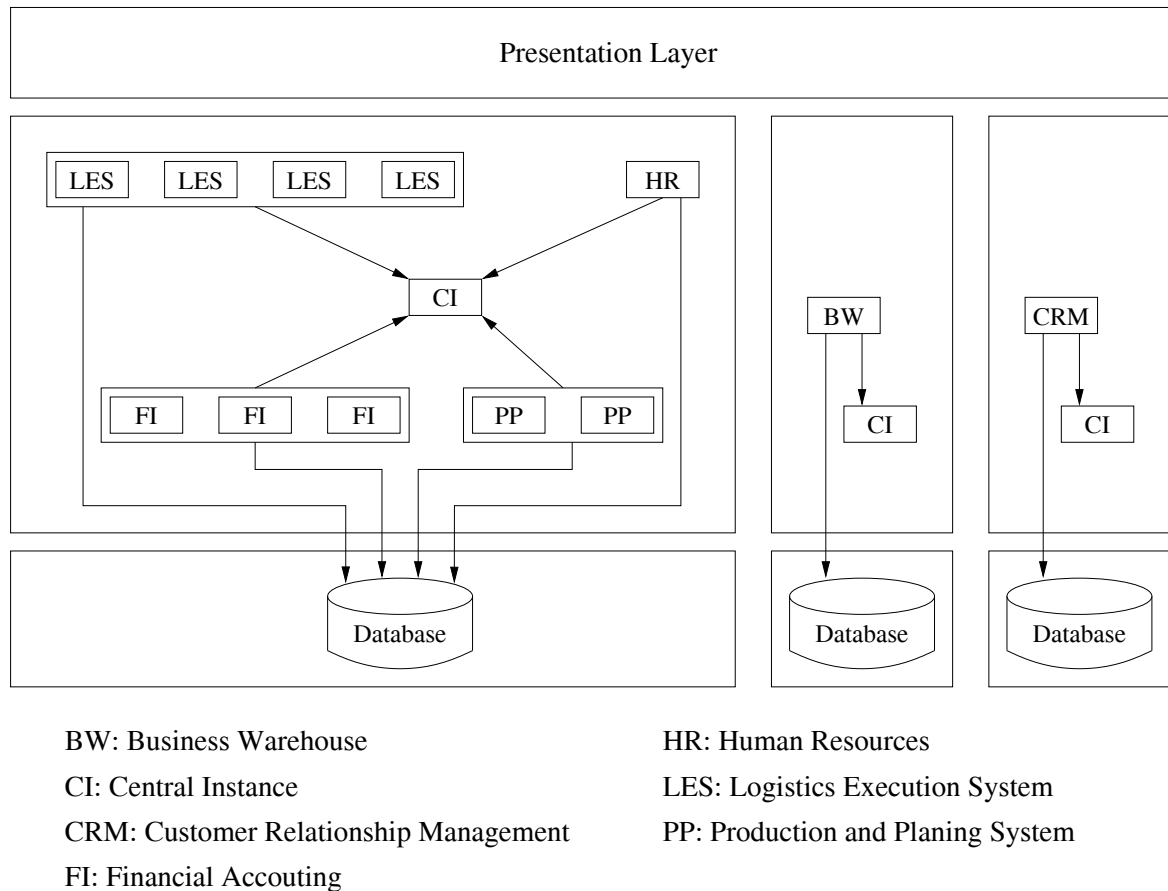 Presentation Layer
LES LES LES LES HR
CI
BW CRM
FI FI FI PP PP CI CI
Database Database Database
BW: Business Warehouse
HR: Human Resources
CI: Central Instance
LES: Logistics Execution System
CRM: Customer Relationship Management
PP: Production and Planing System
FI: Financial Accouting